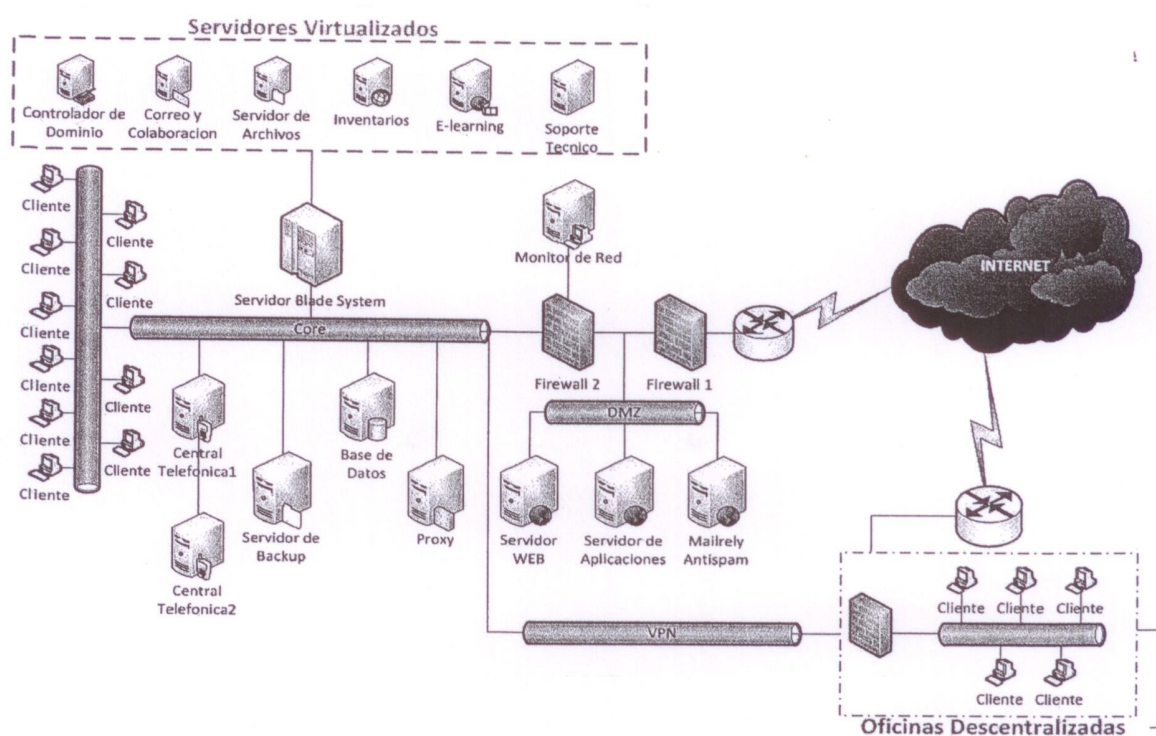 Servidores Virtualizados
Controlador de
Dominio
Correo y
Colaboracion
Servidor de
Archivos
Inventarios
E-learning
Soporte
Tecnico
Cliente
Cliente
Cliente
Cliente
Cliente
Cliente
Cliente
Cliente
Cliente
Cliente
Servidor Blade System
Monitor de Red
INTERNET
Core
Firewall 2
Firewall 1
DMZ
Central
Telefonica1
Base de
Datos
Servidor de
Backup
Proxy
Servidor
WEB
Servidor de
Aplicaciones
Mailrely
Antispam
Central
Telefonica2
VPN
Cliente
Cliente
Cliente
Cliente
Cliente
Oficinas Descentralizadas